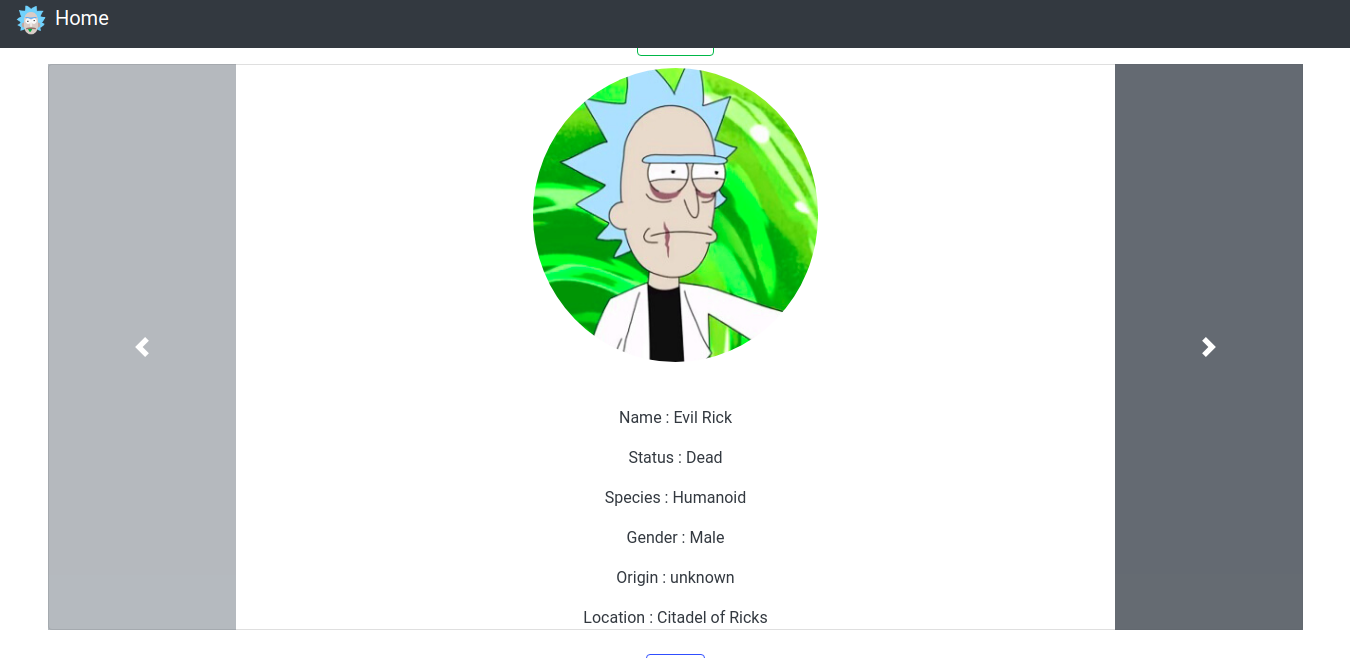 Home
Name : Evil Rick
Status : Dead
Species : Humanoid
Gender : Male
Origin : unknown
Location : Citadel of Ricks